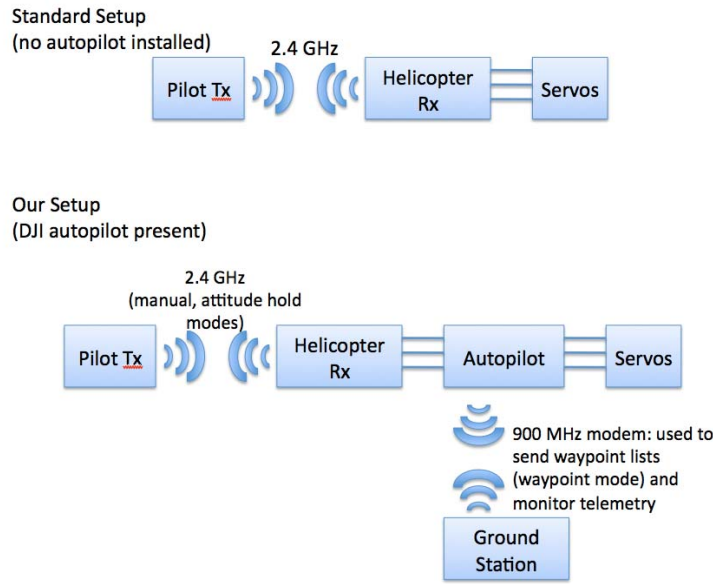 Standard Setup
(no autopilot installed)
2.4 GHz
Pilot Tx
Helicopter
Rx
Servos
Our Setup
(DJI autopilot present)
2.4 GHz
(manual, attitude hold
modes)
Pilot Tx
Helicopter
Rx
Autopilot
Servos
900 MHz modem: used to
send waypoint lists
(waypoint mode) and
monitor telemetry
Ground
Station